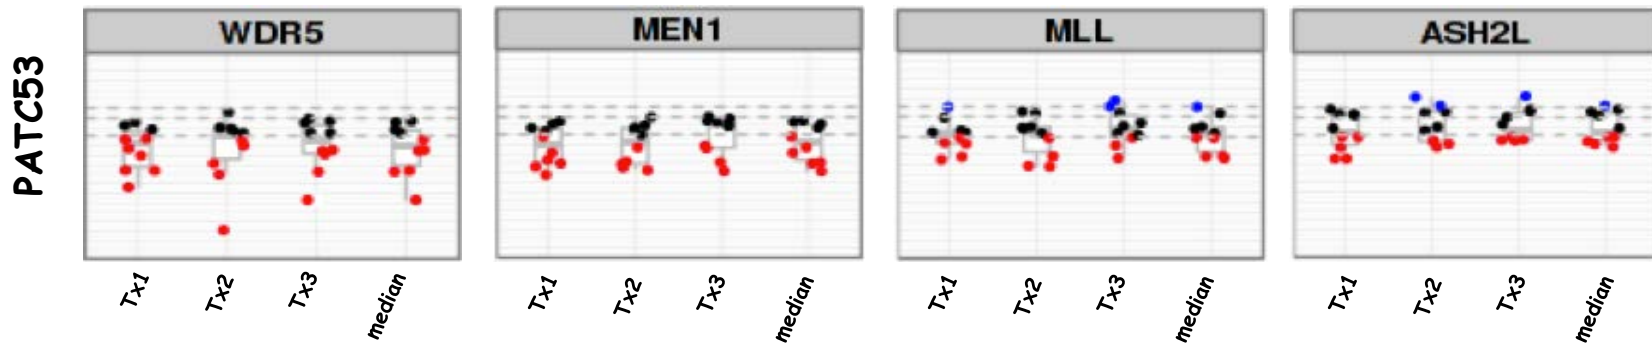 WDR5 MEN1 MLL ASH2L
PATC53
Tx1 Tx2 Tx3 median Tx1 Tx2 Tx3 median Tx1 Tx2 Tx3 median Tx1 Tx2 Tx3 median